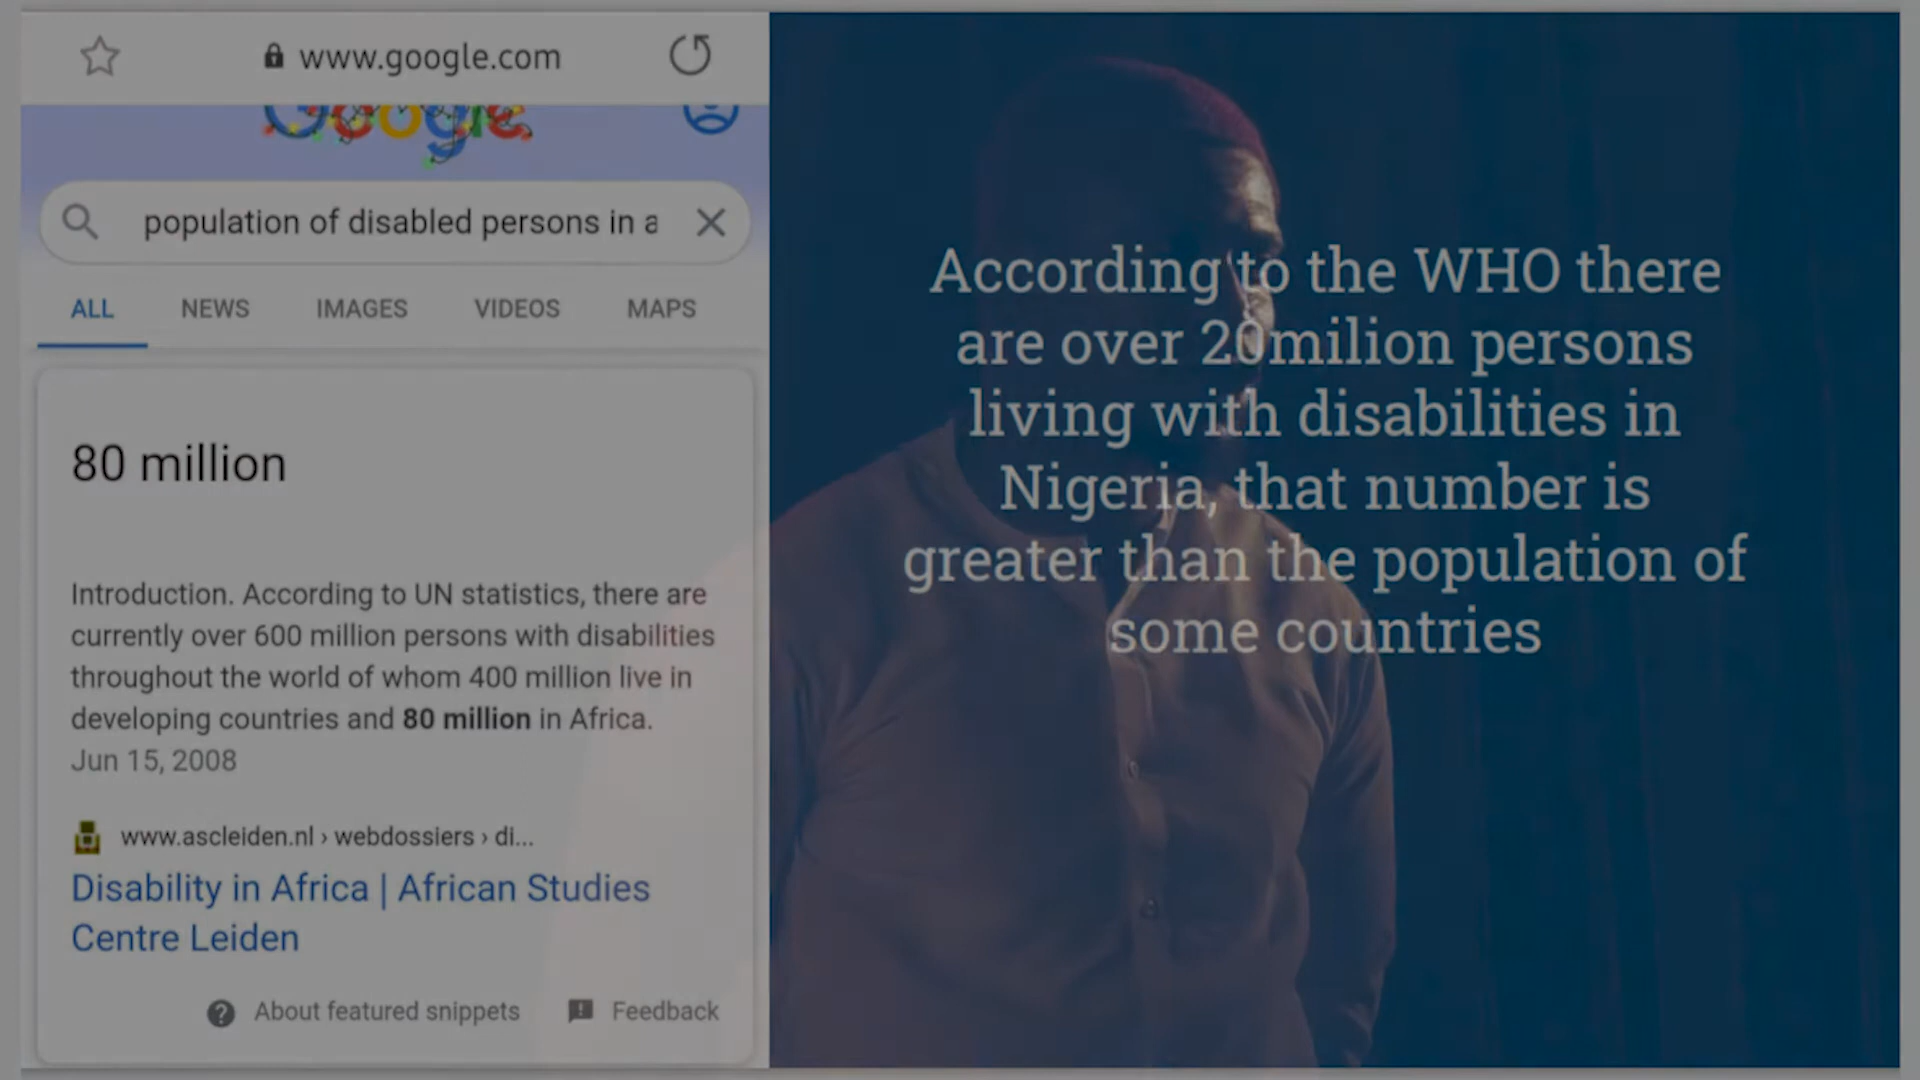 www.google.com
Google
population of disabled persons in a
ALL NEWS IMAGES VIDEOS MAPS
80 million
Introduction. According to UN statistics, there are
currently over 600 million persons with disabilities
throughout the world of whom 400 million live in
developing countries and 80 million in Africa.
Jun 15, 2008
www.ascleiden.nl › webdossiers › di...
Disability in Africa | African Studies
Centre Leiden
About featured snippets Feedback
According to the WHO there
are over 20milion persons
living with disabilities in
Nigeria, that number is
greater than the population of
some countries